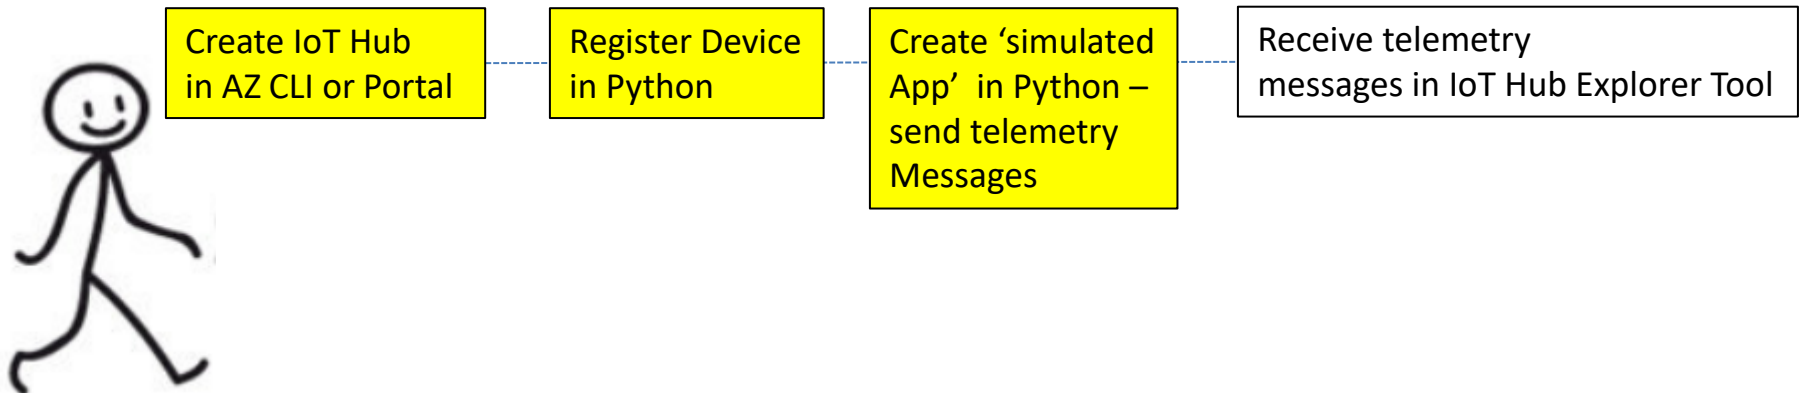 Create IoT Hub
in AZ CLI or Portal
Register Device
in Python
Create ‘simulated
App’ in Python –
send telemetry
Messages
Receive telemetry
messages in IoT Hub Explorer Tool